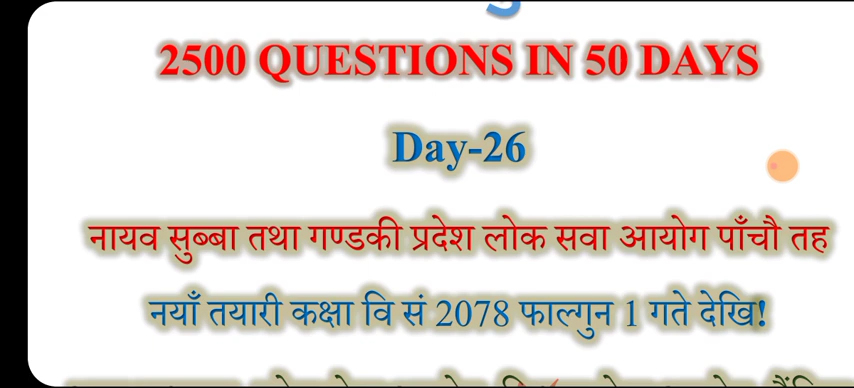 2500 QUESTIONS IN 50 DAYS
Day-26
नायव सुब्बा तथा गण्डकी प्रदेश लोक सवा आयोग पाँचौ तह
नयाँ तयारी कक्षा वि सं 2078 फाल्गुन 1 गते देखि!